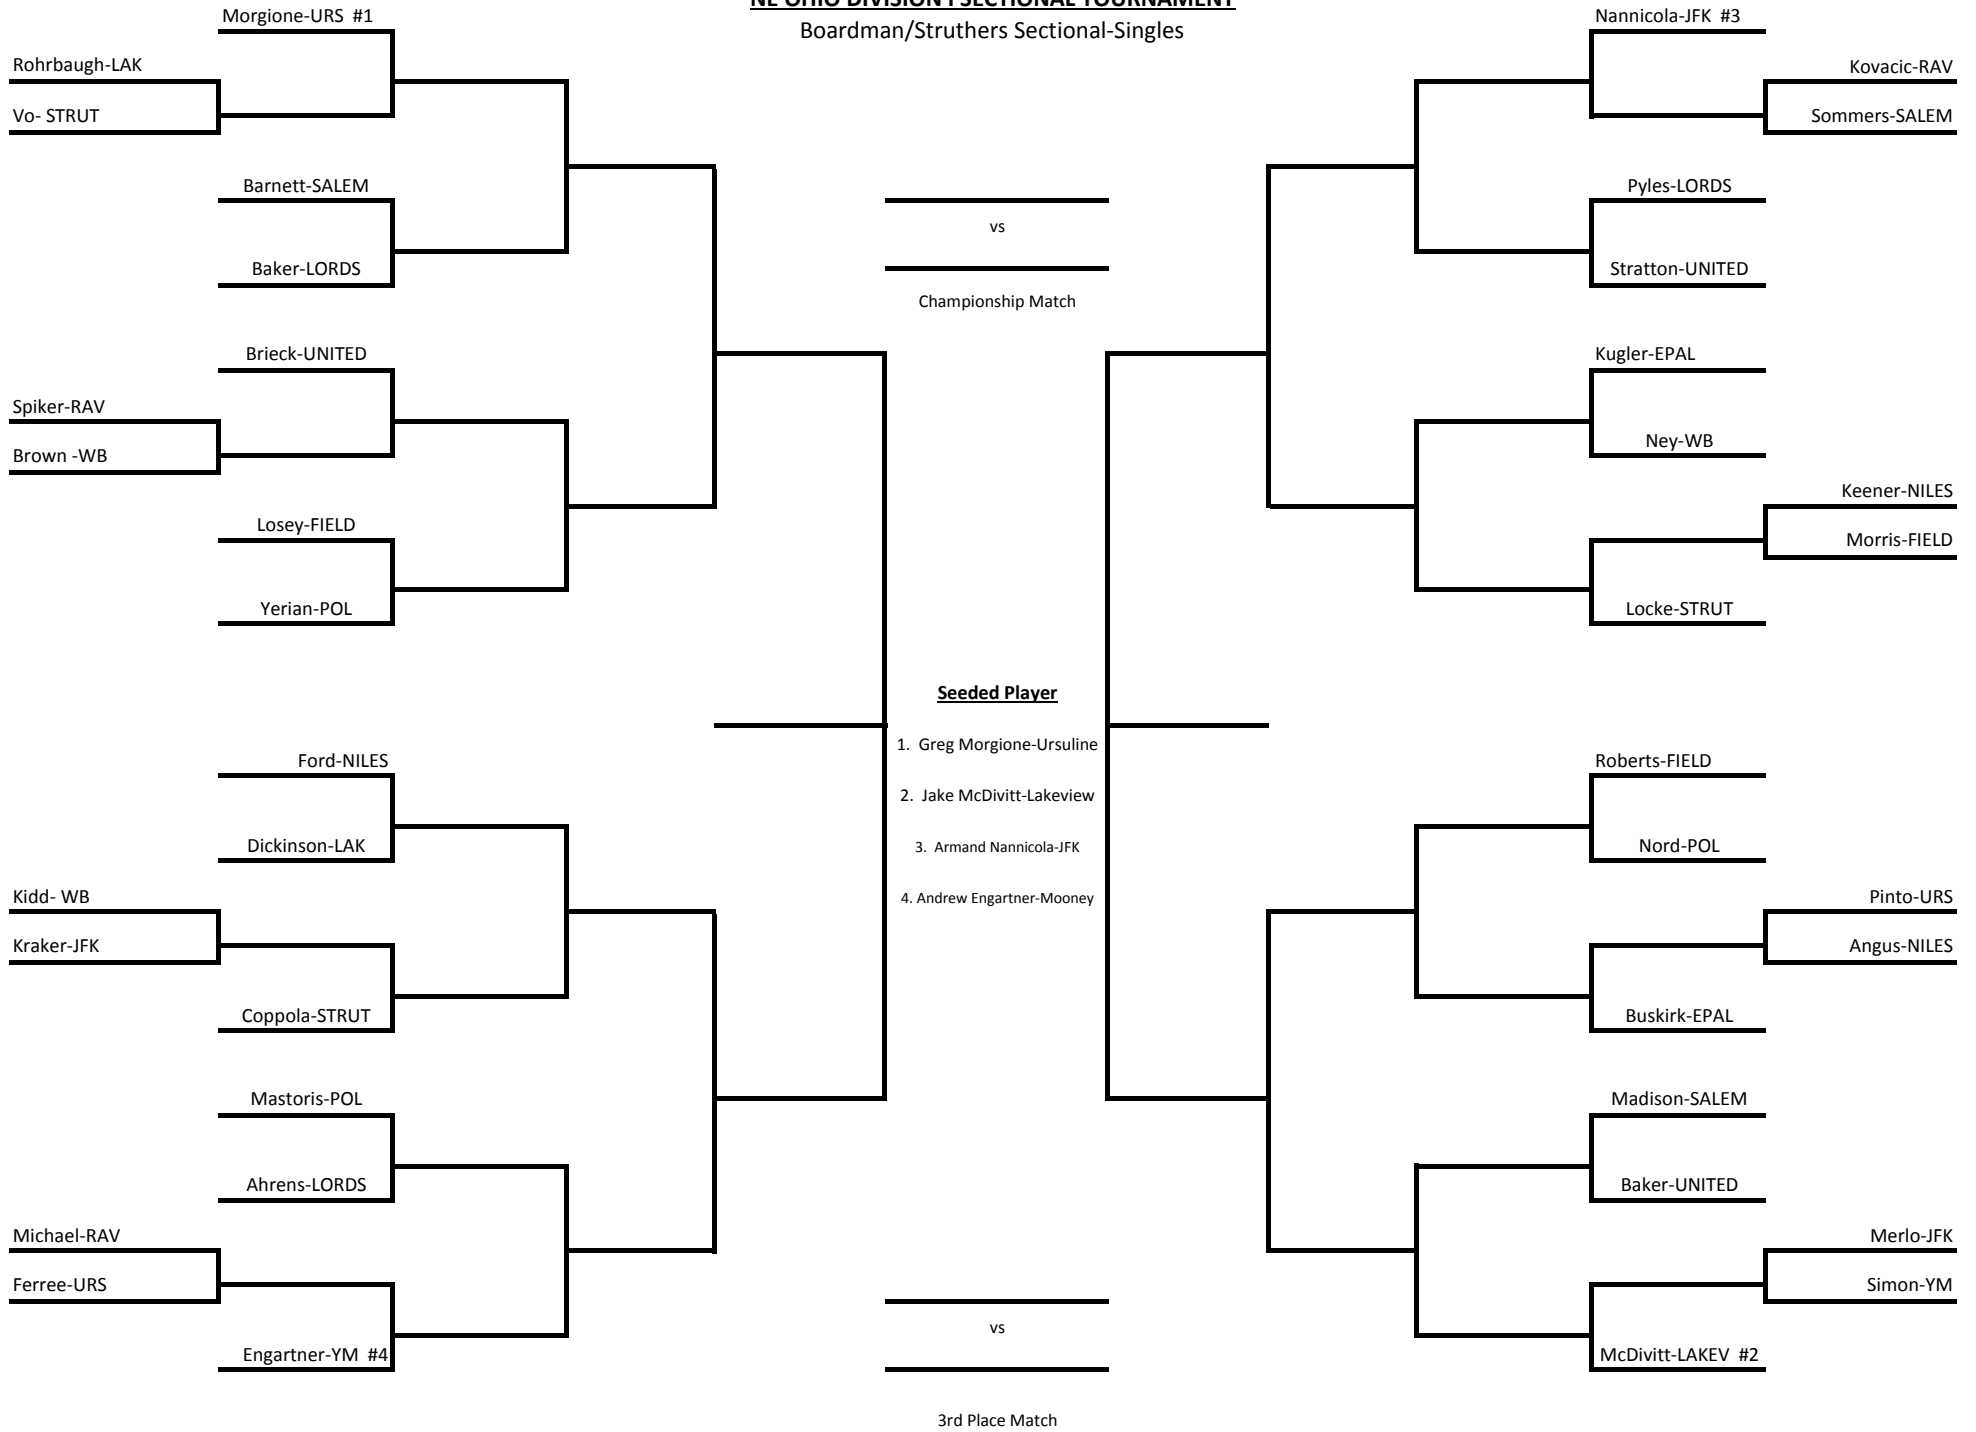 NE OHIO DIVISION I SECTIONAL TOURNAMENT
Boardman/Struthers Sectional-Singles
Morgione-URS #1
Rohrbaugh-LAK
Vo- STRUT
Barnett-SALEM
Baker-LORDS
Brieck-UNITED
Spiker-RAV
Brown -WB
Losey-FIELD
Yerian-POL
Ford-NILES
Dickinson-LAK
Kidd- WB
Kraker-JFK
Coppola-STRUT
Mastoris-POL
Ahrens-LORDS
Michael-RAV
Ferree-URS
Engartner-YM #4
vs
Championship Match
Seeded Player
1. Greg Morgione-Ursuline
2. Jake McDivitt-Lakeview
3. Armand Nannicola-JFK
4. Andrew Engartner-Mooney
vs
3rd Place Match
Nannicola-JFK #3
Kovacic-RAV
Sommers-SALEM
Pyles-LORDS
Stratton-UNITED
Kugler-EPAL
Ney-WB
Keener-NILES
Morris-FIELD
Locke-STRUT
Roberts-FIELD
Nord-POL
Pinto-URS
Angus-NILES
Buskirk-EPAL
Madison-SALEM
Baker-UNITED
Merlo-JFK
Simon-YM
McDivitt-LAKEV #2